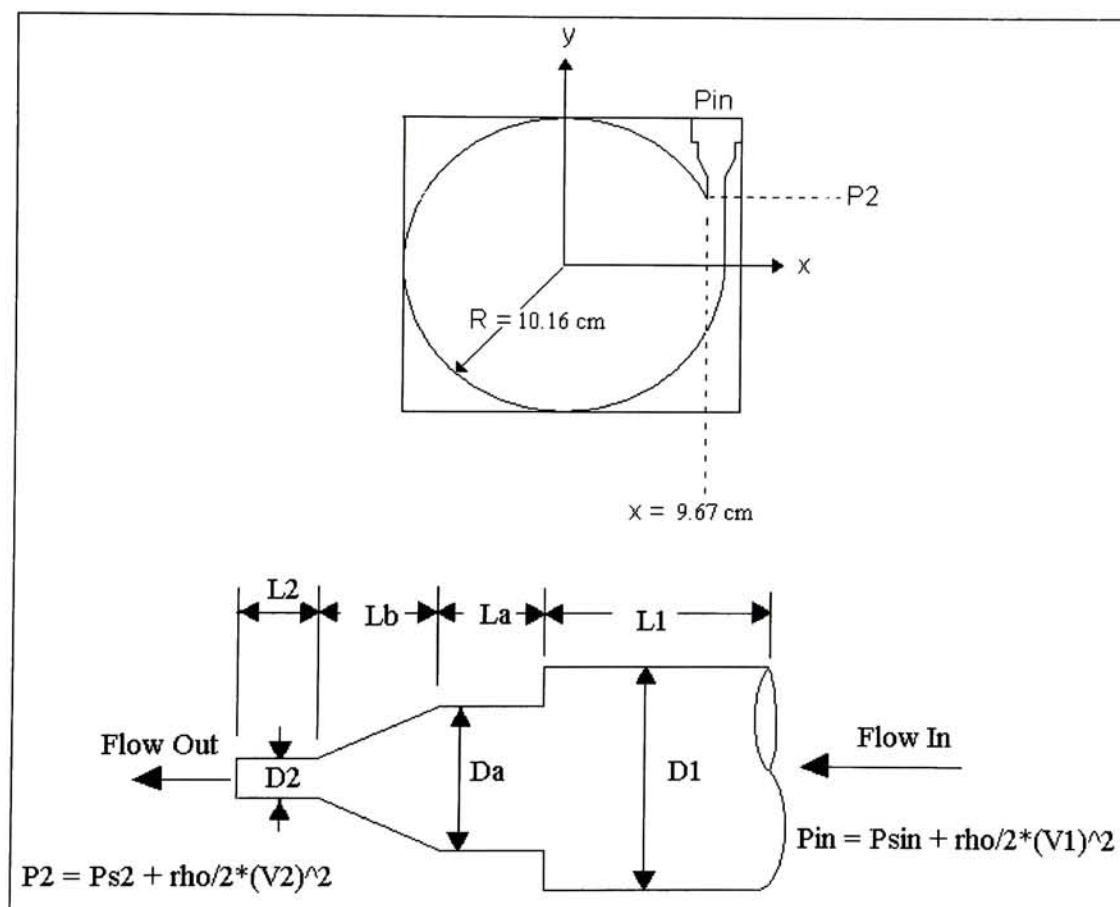 y
Pin
P2
x
R = 10.16 cm
x = 9.67 cm
L2
Lb
La
L1
Flow Out
D2
Da
D1
Flow In
P2 = Ps2 + rho/2*(V2)^2
Pin = Psin + rho/2*(V1)^2